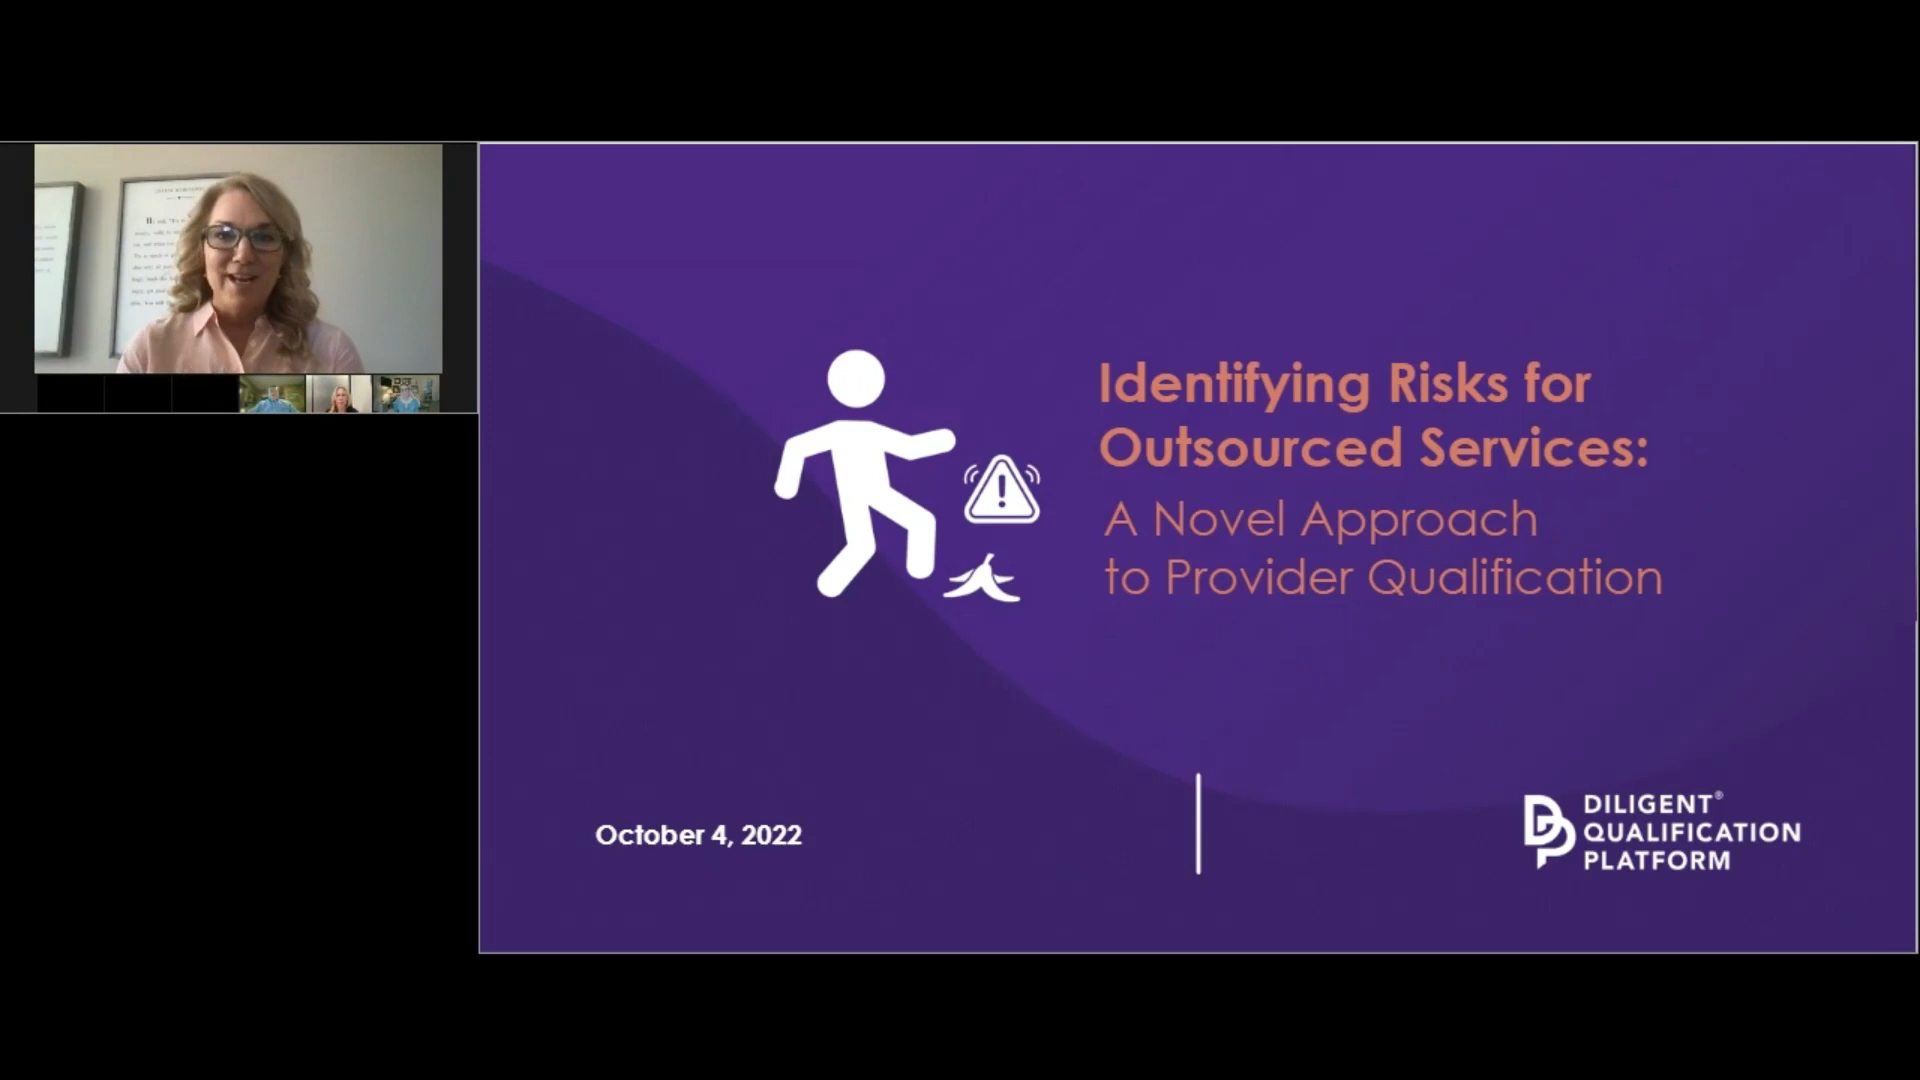 Identifying Risks for
Outsourced Services:
A Novel Approach
to Provider Qualification
October 4, 2022
DILIGENT®
QUALIFICATION
PLATFORM